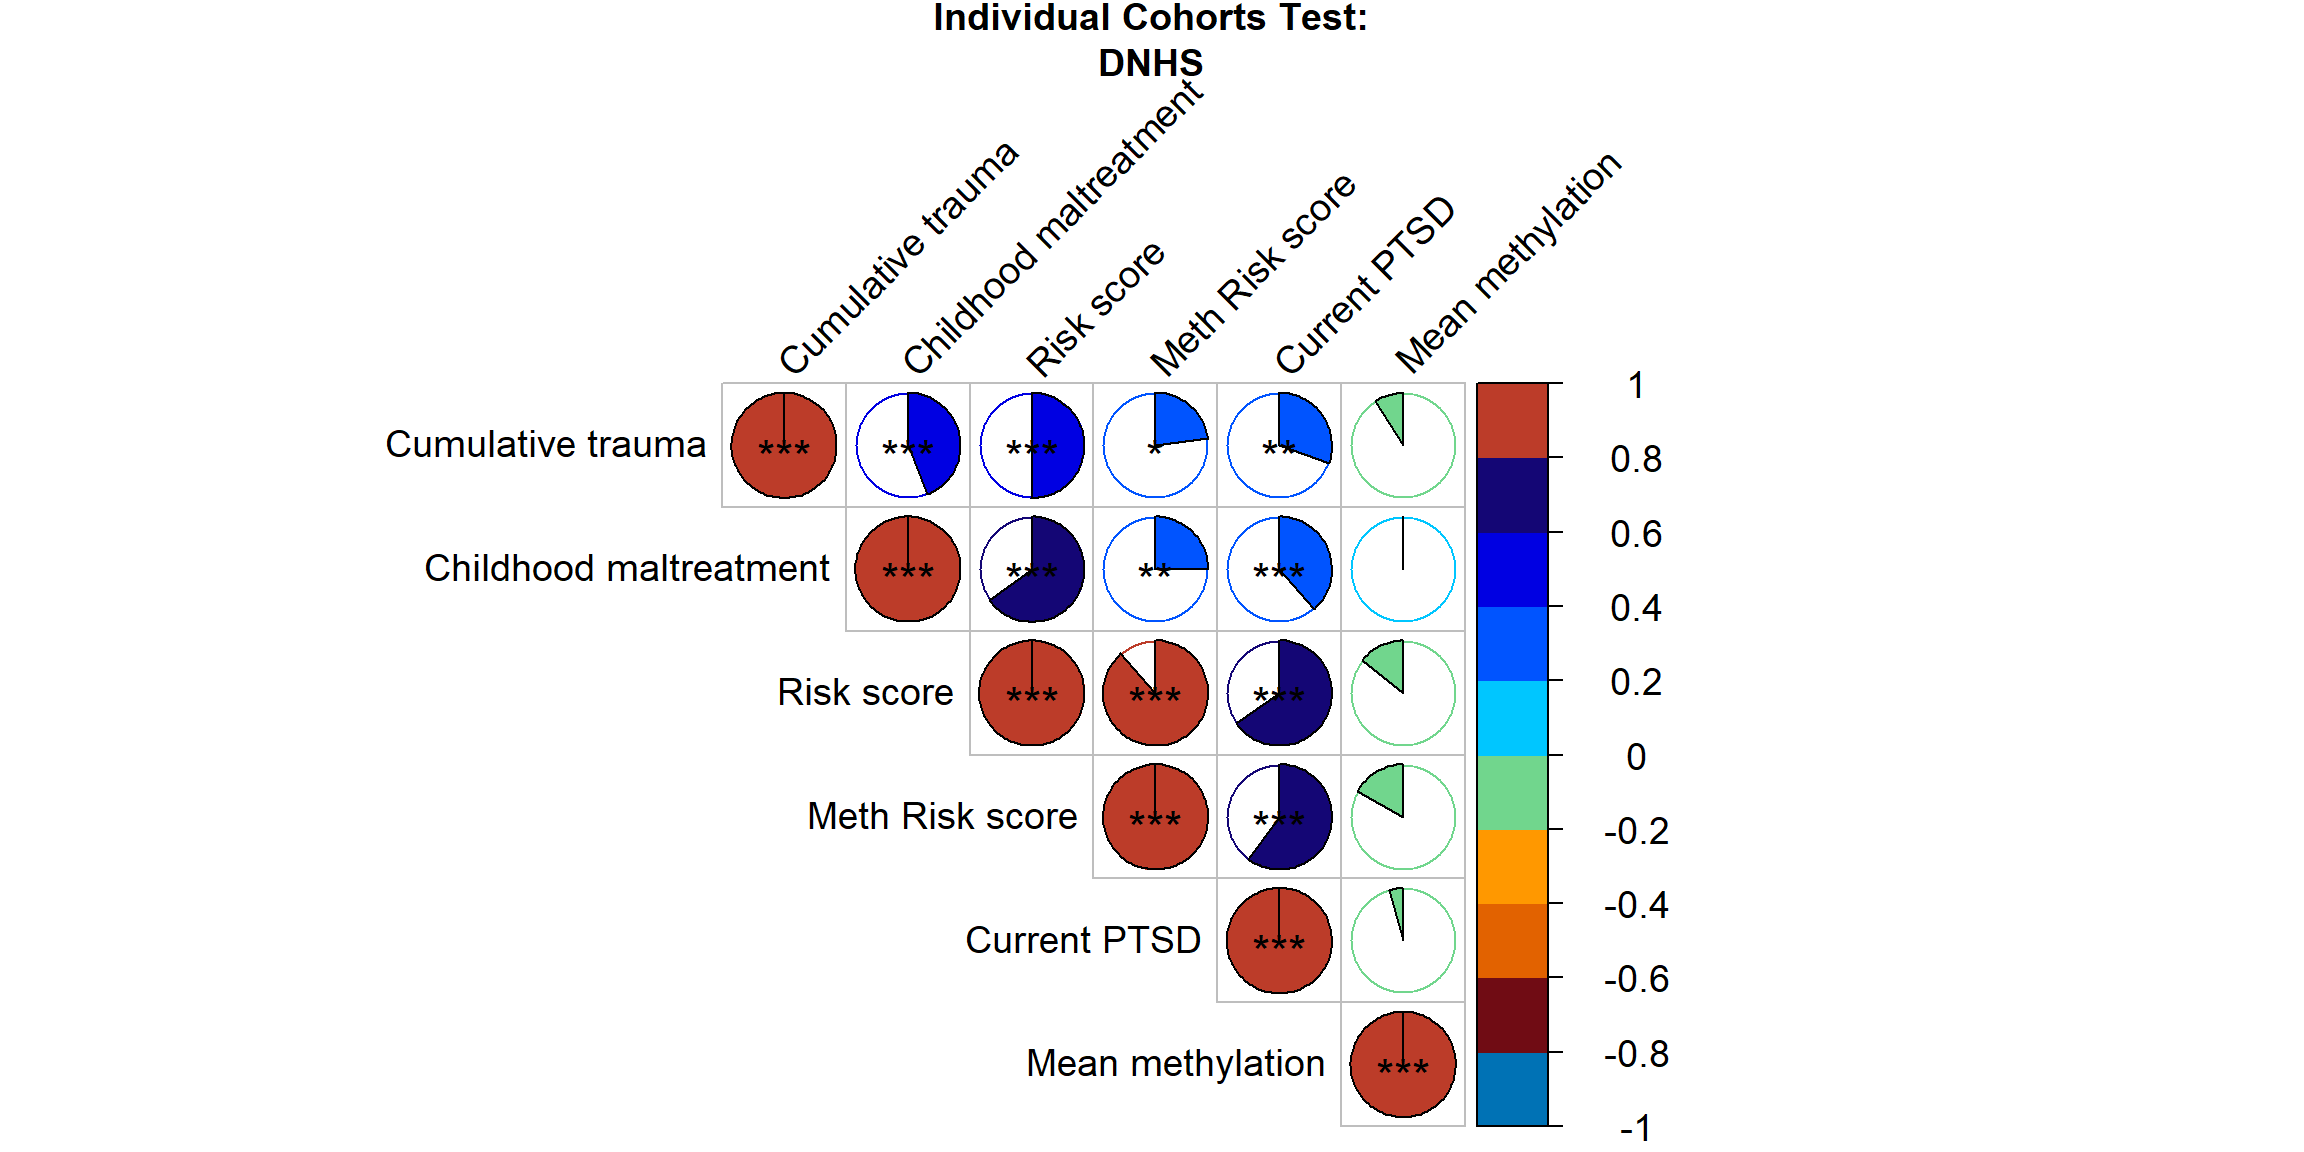 Individual Cohorts Test:
DNHS
Cumulative trauma
Childhood maltreatment
Risk score
Meth Risk score
Current PTSD
Mean methylation
Cumulative trauma
*** *** *** * ** 
Childhood maltreatment
*** *** ** ***
Risk score
*** *** ***
Meth Risk score
*** ***
Current PTSD
***
Mean methylation
***
1
0.8
0.6
0.4
0.2
0
-0.2
-0.4
-0.6
-0.8
-1